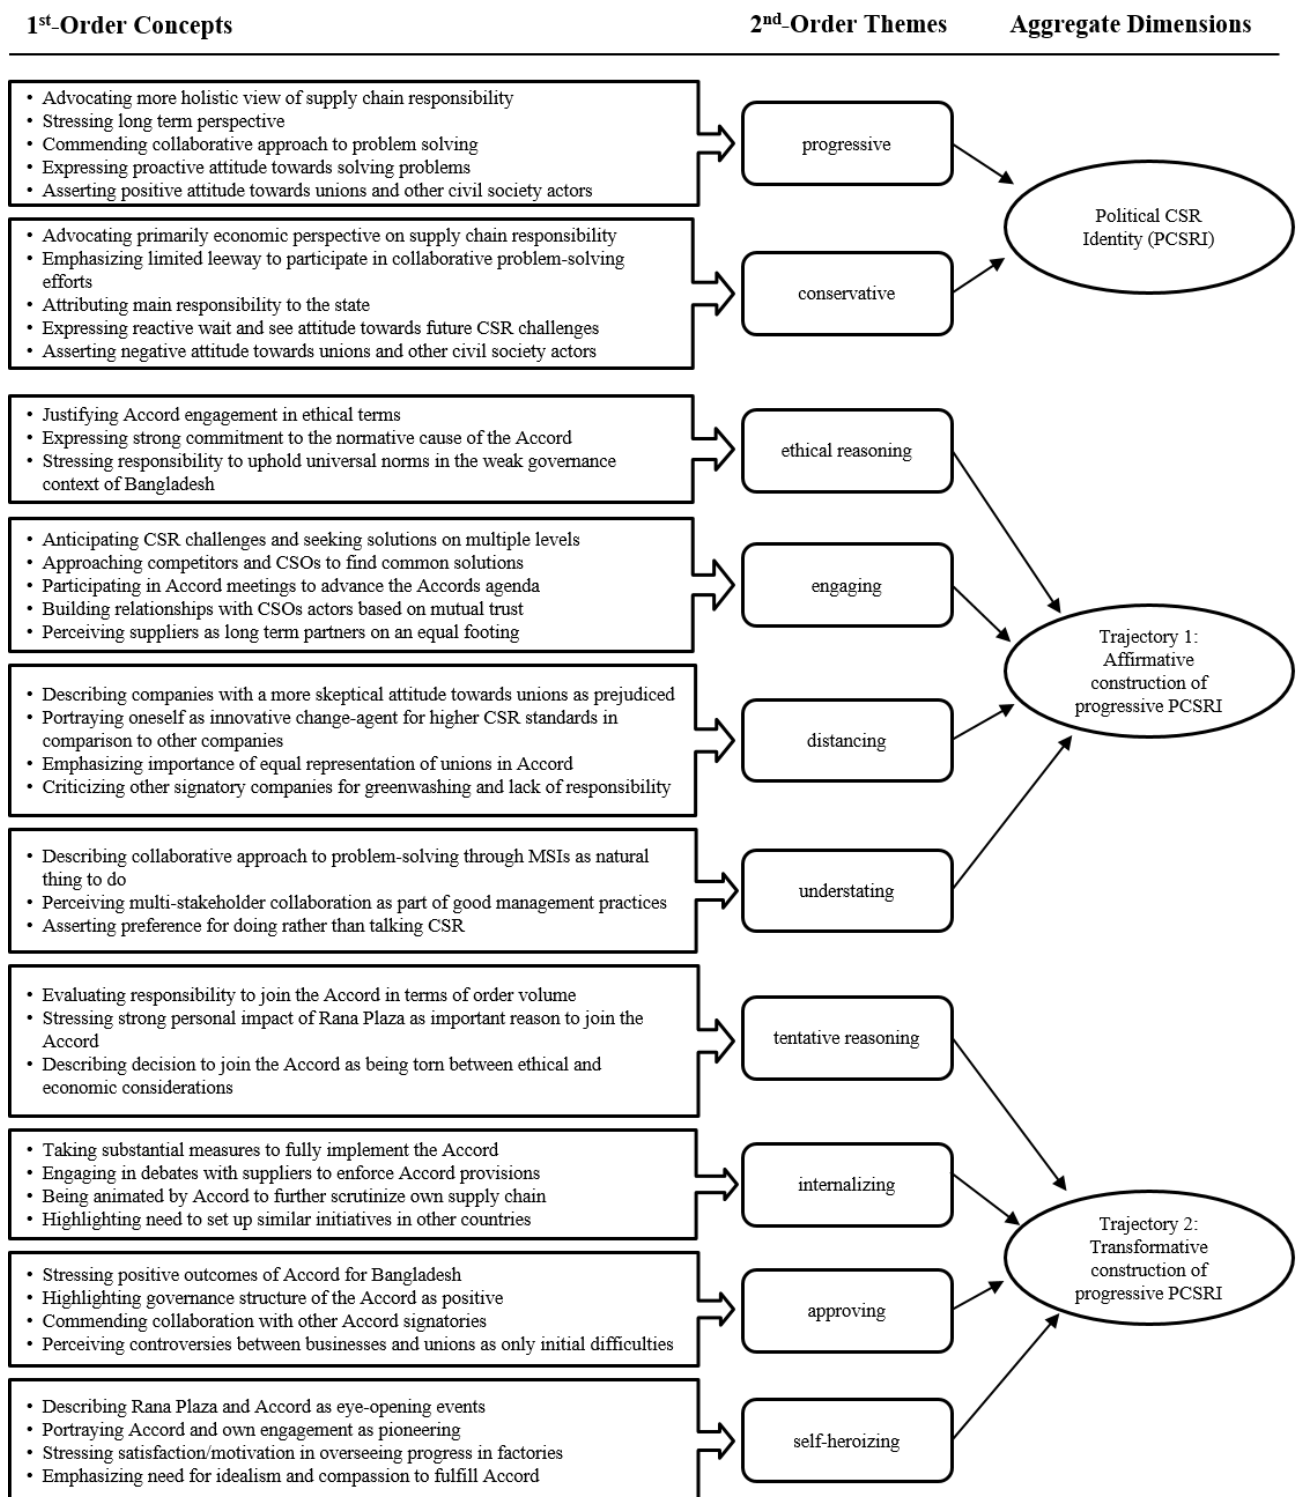 1st-Order Concepts
2nd-Order Themes
Aggregate Dimensions
• Advocating more holistic view of supply chain responsibility
• Stressing long term perspective
• Commending collaborative approach to problem solving
• Expressing proactive attitude towards solving problems
• Asserting positive attitude towards unions and other civil society actors
progressive
• Advocating primarily economic perspective on supply chain responsibility
• Emphasizing limited leeway to participate in collaborative problem-solving
efforts
• Attributing main responsibility to the state
• Expressing reactive wait and see attitude towards future CSR challenges
• Asserting negative attitude towards unions and other civil society actors
conservative
Political CSR
Identity (PCSRI)
• Justifying Accord engagement in ethical terms
• Expressing strong commitment to the normative cause of the Accord
• Stressing responsibility to uphold universal norms in the weak governance
context of Bangladesh
ethical reasoning
• Anticipating CSR challenges and seeking solutions on multiple levels
• Approaching competitors and CSOs to find common solutions
• Participating in Accord meetings to advance the Accords agenda
• Building relationships with CSOs actors based on mutual trust
• Perceiving suppliers as long term partners on an equal footing
engaging
• Describing companies with a more skeptical attitude towards unions as prejudiced
• Portraying oneself as innovative change-agent for higher CSR standards in
comparison to other companies
• Emphasizing importance of equal representation of unions in Accord
• Criticizing other signatory companies for greenwashing and lack of responsibility
distancing
• Describing collaborative approach to problem-solving through MSIs as natural
thing to do
• Perceiving multi-stakeholder collaboration as part of good management practices
• Asserting preference for doing rather than talking CSR
understating
Trajectory 1:
Affirmative
construction of
progressive PCSRI
• Evaluating responsibility to join the Accord in terms of order volume
• Stressing strong personal impact of Rana Plaza as important reason to join the
Accord
• Describing decision to join the Accord as being torn between ethical and
economic considerations
tentative reasoning
• Taking substantial measures to fully implement the Accord
• Engaging in debates with suppliers to enforce Accord provisions
• Being animated by Accord to further scrutinize own supply chain
• Highlighting need to set up similar initiatives in other countries
internalizing
• Stressing positive outcomes of Accord for Bangladesh
• Highlighting governance structure of the Accord as positive
• Commending collaboration with other Accord signatories
• Perceiving controversies between businesses and unions as only initial difficulties
approving
• Describing Rana Plaza and Accord as eye-opening events
• Portraying Accord and own engagement as pioneering
• Stressing satisfaction/motivation in overseeing progress in factories
• Emphasizing need for idealism and compassion to fulfill Accord
self-heroizing
Trajectory 2:
Transformative
construction of
progressive PCSRI